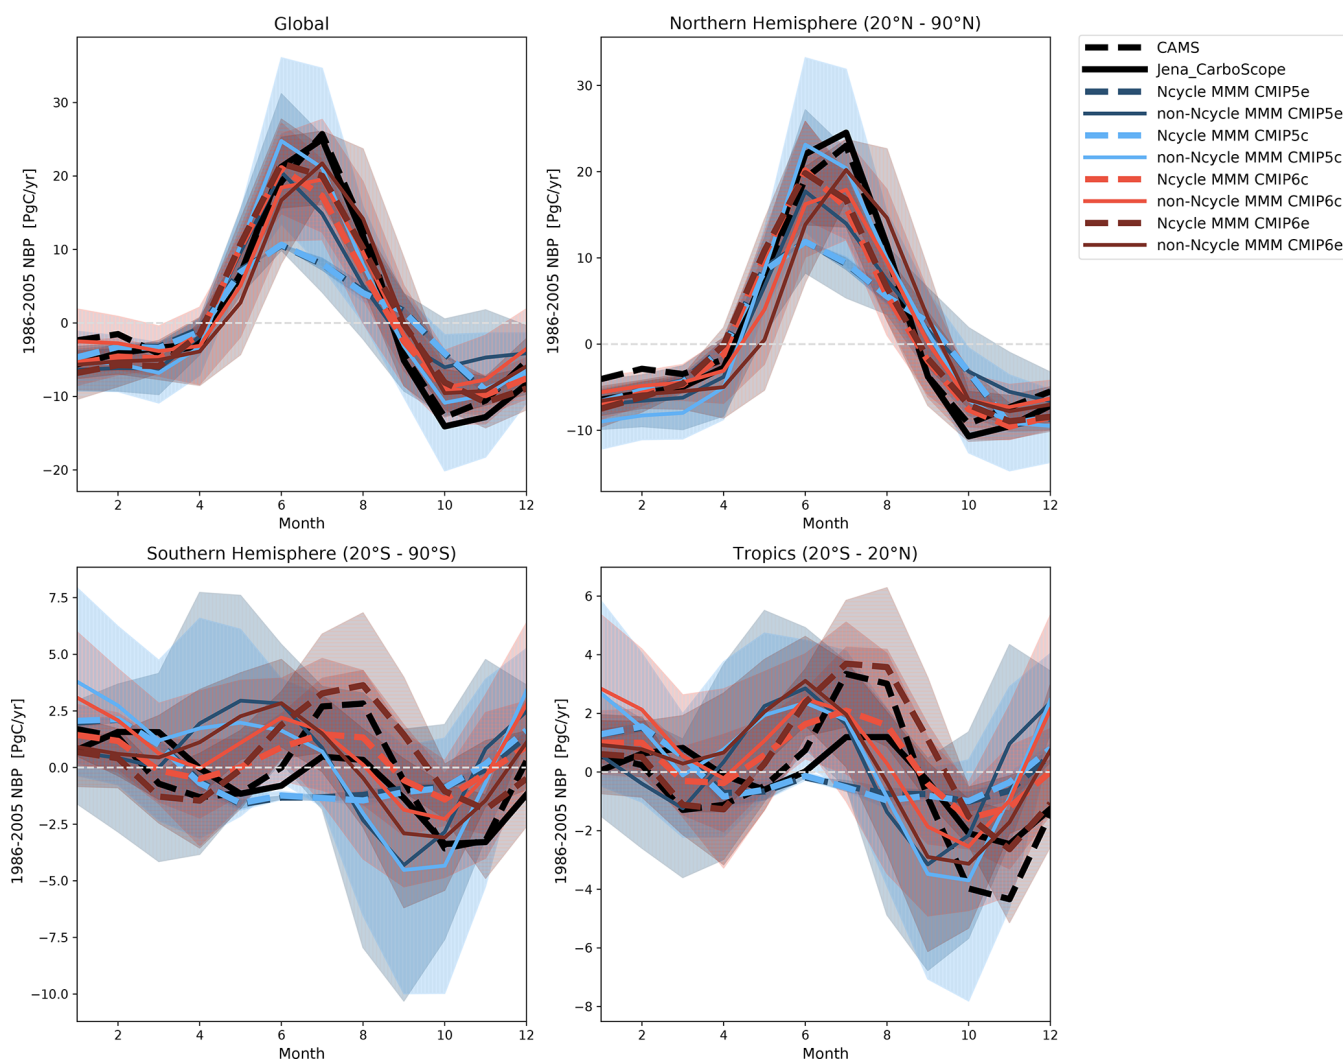 Global
30
20
10
0
−10
−20
1986-2005 NBP [PgC/yr]
2 4 6 8 10 12
Month
Northern Hemisphere (20°N - 90°N)
30
20
10
0
−10
1986-2005 NBP [PgC/yr]
2 4 6 8 10 12
Month
CAMS
Jena_CarboScope
Ncycle MMM CMIP5e
non-Ncycle MMM CMIP5e
Ncycle MMM CMIP5c
non-Ncycle MMM CMIP5c
Ncycle MMM CMIP6c
non-Ncycle MMM CMIP6c
Ncycle MMM CMIP6e
non-Ncycle MMM CMIP6e
Southern Hemisphere (20°S - 90°S)
7.5
5.0
2.5
0.0
−2.5
−5.0
−7.5
−10.0
1986-2005 NBP [PgC/yr]
2 4 6 8 10 12
Month
Tropics (20°S - 20°N)
6
4
2
0
−2
−4
−6
−8
1986-2005 NBP [PgC/yr]
2 4 6 8 10 12
Month